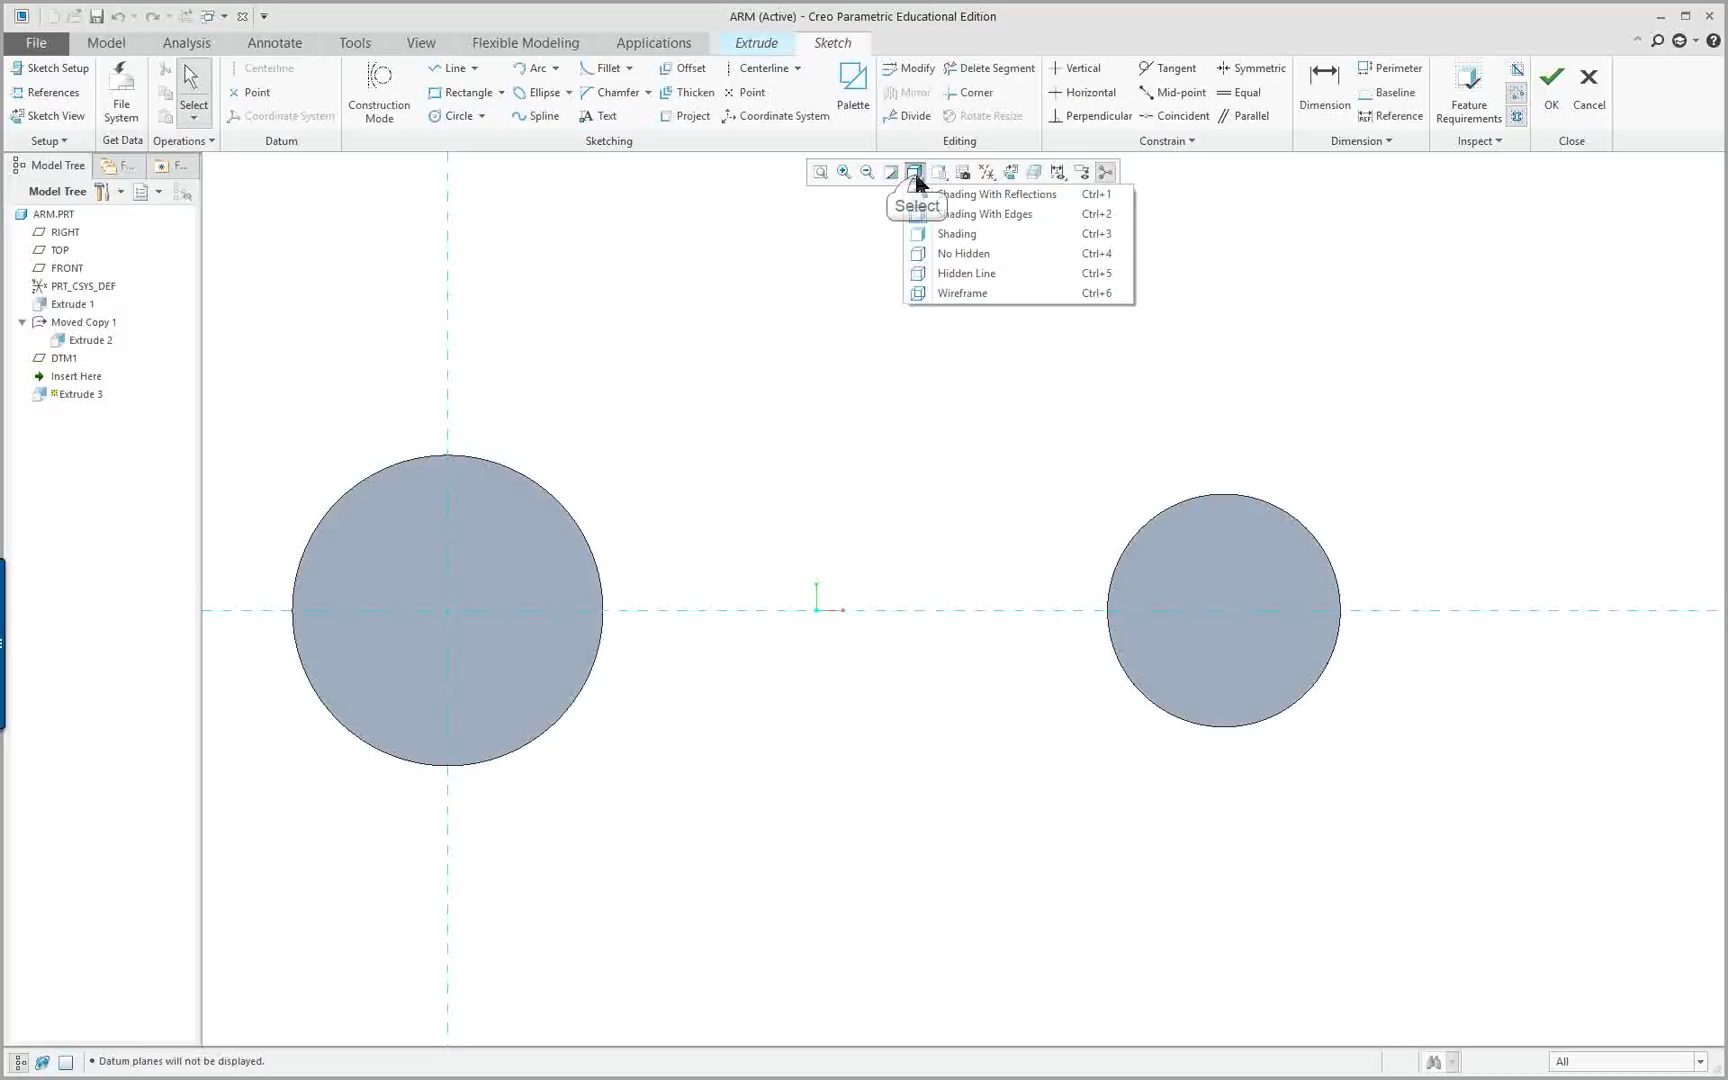 ARM (Active) - Creo Parametric Educational Edition
File Model Analysis Annotate Tools View Flexible Modeling Applications Extrude Sketch
Sketch Setup
References
Sketch View
Setup
File System
Get Data
Select
Operations
Centerline
Point
Coordinate System
Datum
Construction Mode
Line Arc Fillet Offset Centerline
Rectangle Ellipse Chamfer Thicken Point
Circle Spline Text Project Coordinate System
Palette
Sketching
Modify Delete Segment
Mirror Corner
Divide Rotate Resize
Editing
Vertical Tangent Symmetric
Horizontal Mid-point Equal
Perpendicular Coincident Parallel
Constrain
Dimension
Perimeter
Baseline
Reference
Dimension
Feature Requirements
Inspect
OK Cancel
Close
Model Tree F... F...
Model Tree
ARM.PRT
RIGHT
TOP
FRONT
PRT_CSYS_DEF
Extrude 1
Moved Copy 1
Extrude 2
DTM1
Insert Here
Extrude 3
Select
Shading With Reflections Ctrl+1
Shading With Edges Ctrl+2
Shading Ctrl+3
No Hidden Ctrl+4
Hidden Line Ctrl+5
Wireframe Ctrl+6
• Datum planes will not be displayed.
All